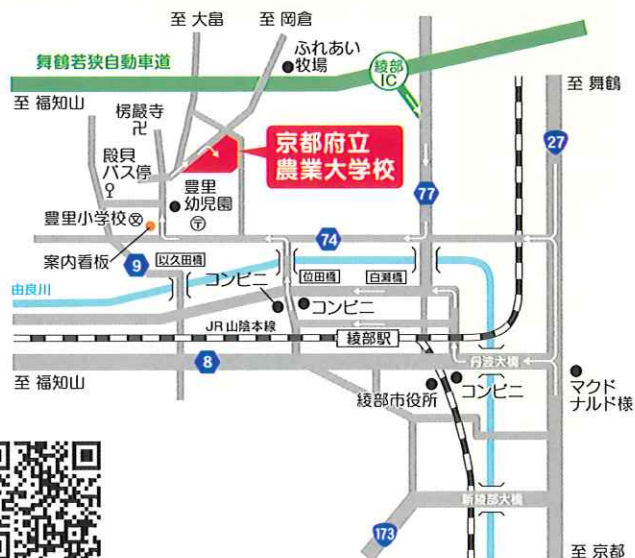 至 大畠
至 岡倉
ふれあい
牧場
舞鶴若狭自動車道
綾部
IC
至 舞鶴
至 福知山
楞嚴寺
27
殿貝
バス停
京都府立
農業大学校
豊里
幼児園
77
豊里小学校
74
案内看板
9
以久田橋
位田橋
白瀬橋
コンビニ
由良川
コンビニ
JR 山陰本線
綾部駅
8
丹波大橋
至 福知山
綾部市役所
コンビニ
マクド
ナルド様
新綾部大橋
173
至 京都